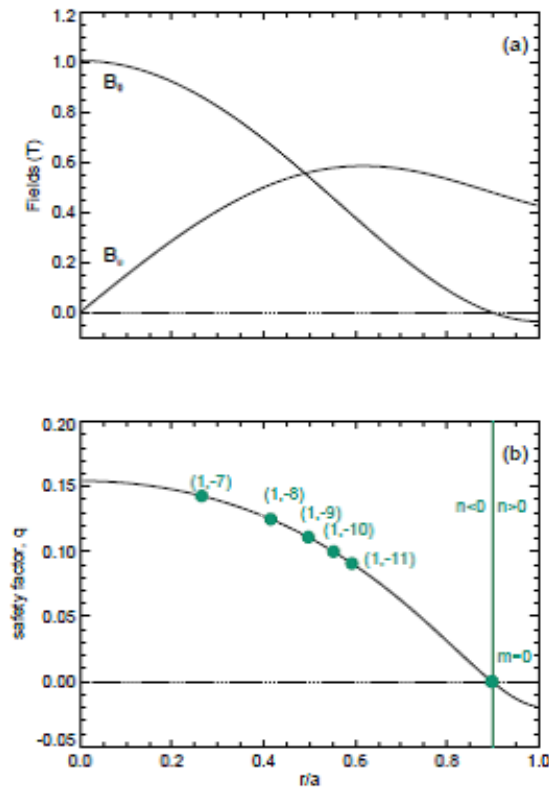 (a)
1.2
1.0
0.8
0.6
0.4
0.2
0.0
Fields (T)
B
B
(b)
0.20
0.15
0.10
0.05
0.00
-0.05
safety factor, q
(1,-7)
(1,-8)
(1,-9)
(1,-10)
(1,-11)
n<0 n>0
m=0
0.0 0.2 0.4 0.6 0.8 1.0
r/a